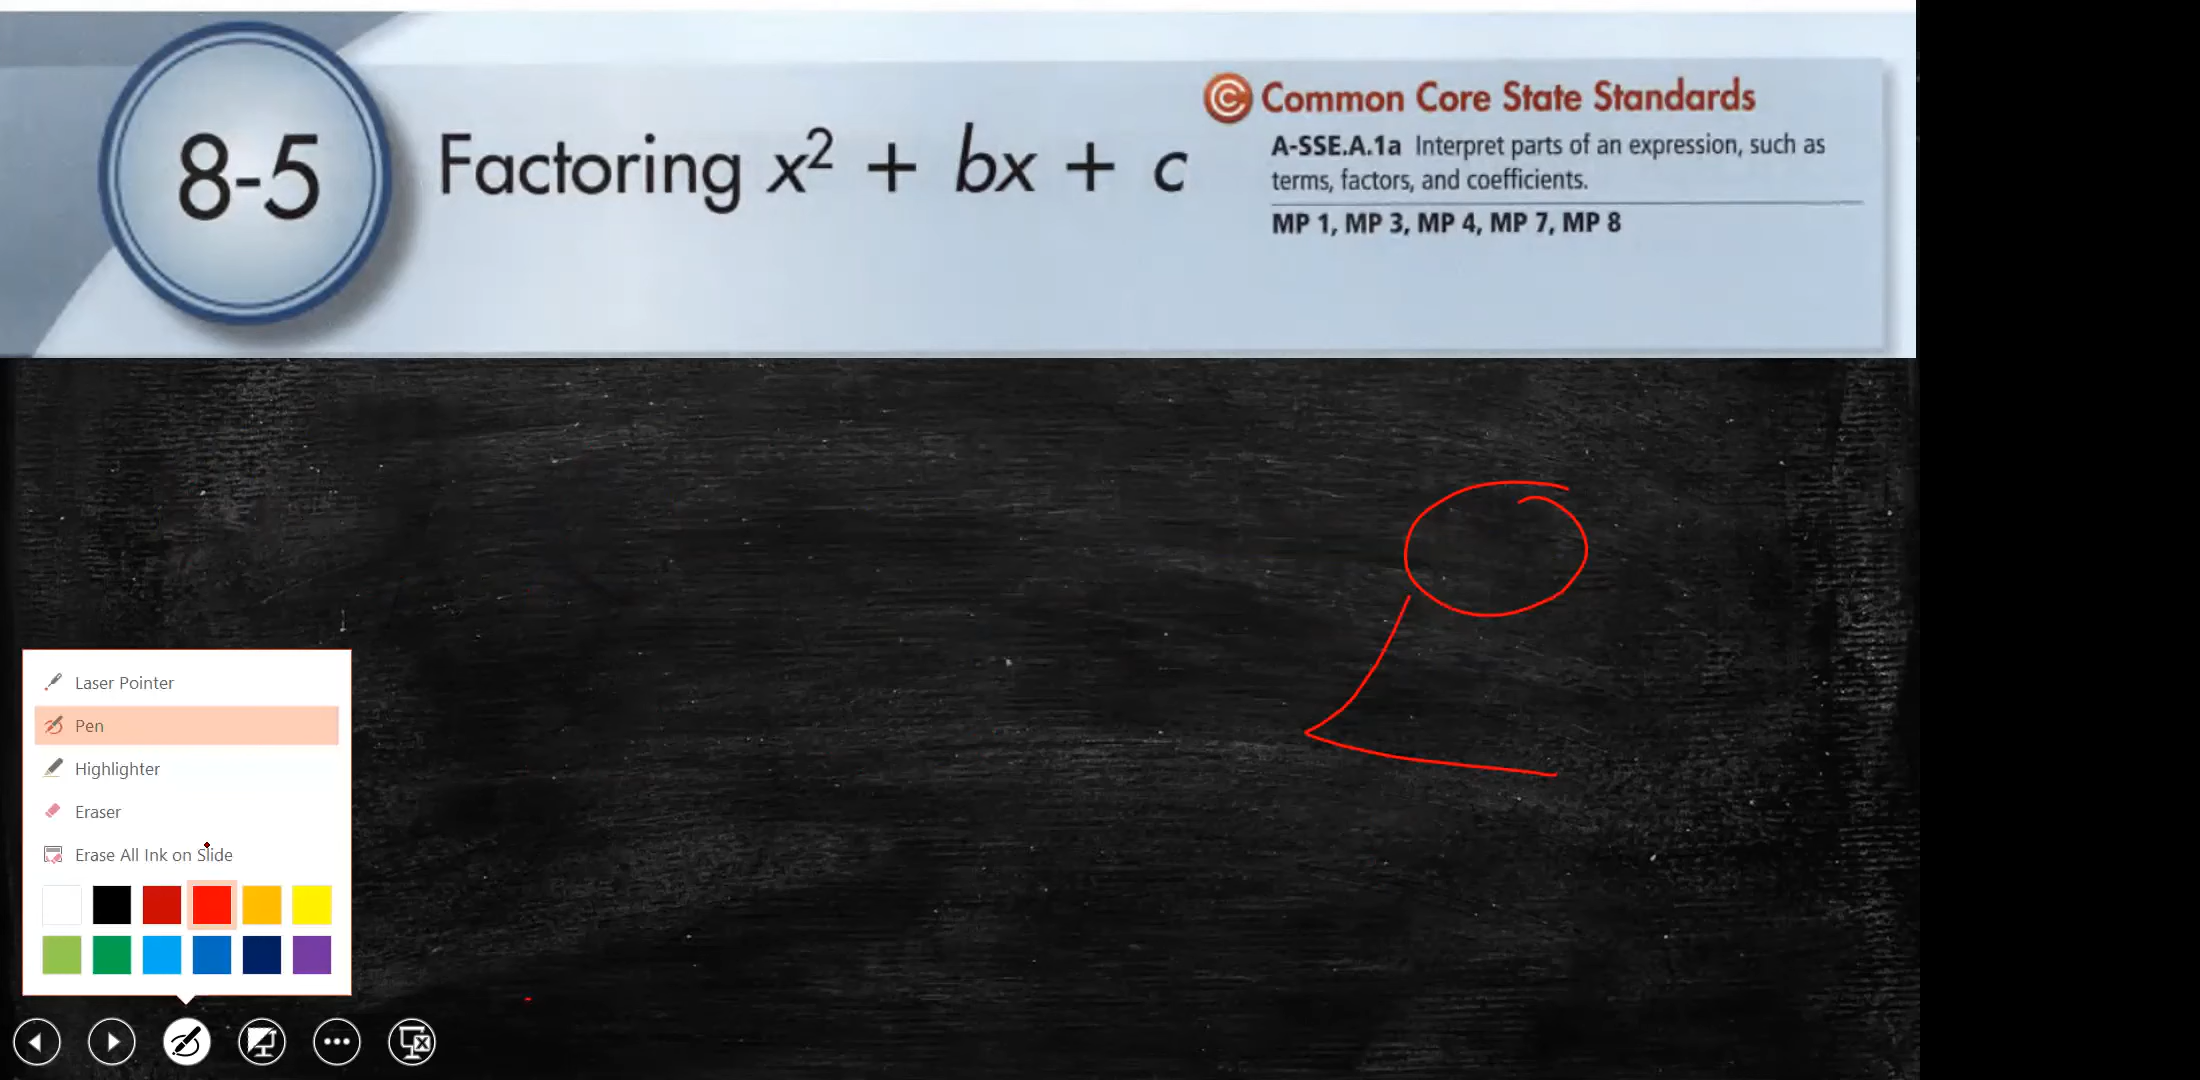 8-5 Factoring x² + bx + c
© Common Core State Standards
A-SSE.A.1a Interpret parts of an expression, such as
terms, factors, and coefficients.
MP 1, MP 3, MP 4, MP 7, MP 8
Laser Pointer
Pen
Highlighter
Eraser
Erase All Ink on Slide